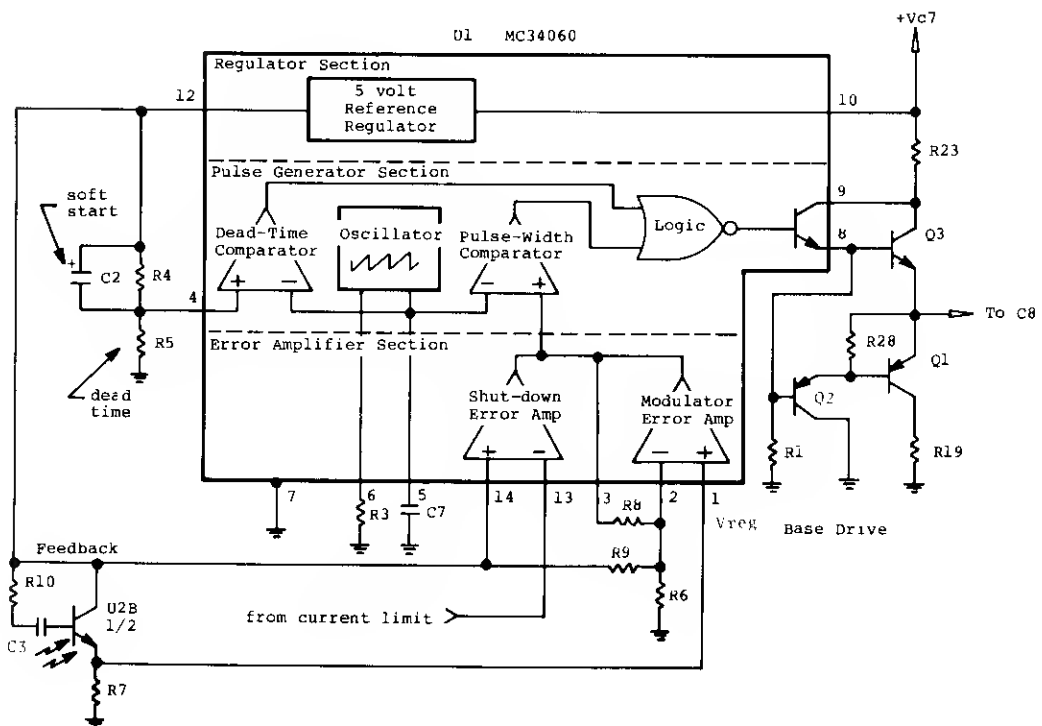 U1 MC34060
+Vc7
Regulator Section
12
5 volt
Reference
Regulator
10
R23
Pulse Generator Section
soft
start
9
Dead-Time
Comparator
Oscillator
Pulse-Width
Comparator
Logic
8
Q3
+
C2
R4
4
+ -
- +
To C8
R5
Error Amplifier Section
R28
Q1
dead
time
Shut-down
Error Amp
Modulator
Error Amp
Q2
+ -
- +
R1
R19
7
6
5
14
13
3
2
1
R3
C7
R8
Vreg
Base Drive
Feedback
R9
R10
R6
U2B
1/2
from current limit
C3
R7